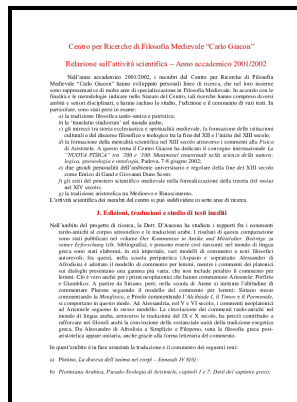 Centro per Ricerche di Filosofia Medievale "Carlo Giacon"
Relazione sull'attività scientifica – Anno accademico 2001/2002
Nell'anno accademico 2001/2002, i membri del Centro per Ricerche di Filosofia
Medievale "Carlo Giacon" hanno sviluppato personali linee di ricerca, che nel loro insieme
sono rappresentative di molte aree di specializzazione in Filosofia Medievale. In accordo con le
finalità e le metodologie indicate nello Statuto del Centro, tali ricerche hanno compreso diversi
ambiti e settori disciplinari, e hanno incluso lo studio, l'edizione e il commento di vari testi. In
particolare, sono stati presi in esame:
a) la tradizione filosofica tardo-antica e patristica;
b) la 'translatio studiorum' nel mondo arabo;
c) gli intrecci tra storia ecclesiastica e spiritualità medievale, la formazione delle istituzioni
culturali e del discorso filosofico e teologico tra la fine del XII e l'inizio del XIII secolo;
d) la formazione della mentalità scientifica nel XIII secolo attraverso i commenti alla Fisica
di Aristotele. A questo tema il Centro Giacon ha dedicato il convegno internazionale La
"NUOVA FISICA" tra '200 e '300. Mutamenti concettuali nella scienza della natura:
logica, gnoseologia e ontologia, Padova, 7-8 giugno 2002;
e) due grandi personalità dell'ambiente universitario e regolare della fine del XIII secolo
come Enrico di Gand e Giovanni Duns Scoto;
f) gli esiti del pensiero scientifico medievale nella formalizzazione della teoria del motus
nel XIV secolo;
g) la tradizione aristotelica tra Medioevo e Rinascimento.
L'attività scientifica dei membri del centro si può suddividere in sette aree di ricerca.
1. Edizioni, traduzioni e studio di testi inediti
Nell'ambito del progetto di ricerca, la Dott. D'Ancona ha studiato i rapporti fra i commenti
tardo-antichi al corpus aristotelico e le traduzioni arabe. I risultati di questa comparazione
sono stati pubblicati nel volume Der Kommentar in Antike und Mittelalter. Beiträge zu
seiner Erforschung (cfr. bibliografia), e possono essere così riassunti: nel mondo di lingua
greca sono stati elaborati, in età imperiale, vari modelli di commento a testi filosofici
autorevoli; fra questi, nella scuola peripatetica (Aspasio e soprattutto Alessandro di
Afrodisia) è adottato il modello di commento per lemmi, mentre i commenti dei platonici
sui dialoghi presentano una gamma più varia, che non include peraltro il commento per
lemmi. Ciò è vero anche per i primi neoplatonici che hanno commentato Aristotele: Porfirio
e Giamblico. A partire da Siriano, però, nella scuola di Atene si instaura l'abitudine di
commentare Platone seguendo il modello del commento per lemmi: Siriano stesso
commentando la Metafisica, e Proclo commentando l'Alcibiade I, il Timeo e il Parmenide,
si comportano in questo modo. Ad Alessandria, nel V e VI secolo, i commenti neoplatonici
ad Aristotele seguono lo stesso modello. La circolazione dei commenti tardo-antichi nel
mondo di lingua araba, attraverso le traduzioni del IX e X secolo, ha perciò contribuito a
rafforzare nei filosofi arabi la convinzione della sostanziale unità della tradizione esegetica
greca. Da Alessandro di Afrodisia a Simplicio e Filopono, tutta la filosofia greca post-
aristotelica appare unitaria, anche grazie alla forma letteraria del commento.
In quest'ambito è in fase avanzata la traduzione e il commento dei seguenti testi:
a) Plotino, La discesa dell'anima nei corpi – Enneadi IV 8[6];
b) Plotiniana Arabica, Pseudo-Teologia di Aristotele, capitoli 1 e 7; Detti del sapiente greco;